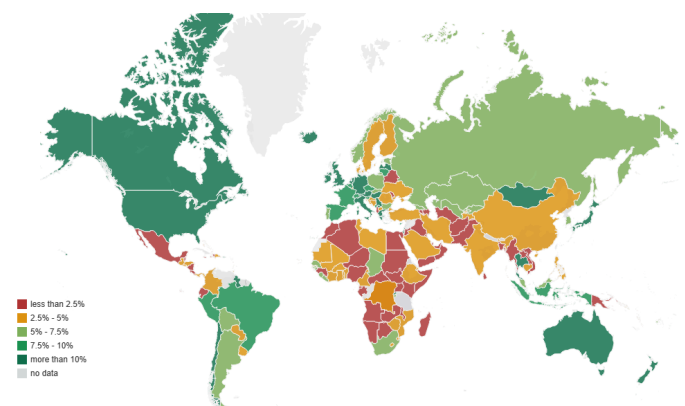 less than 2.5%
2.5% - 5%
5% - 7.5%
7.5% - 10%
more than 10%
no data